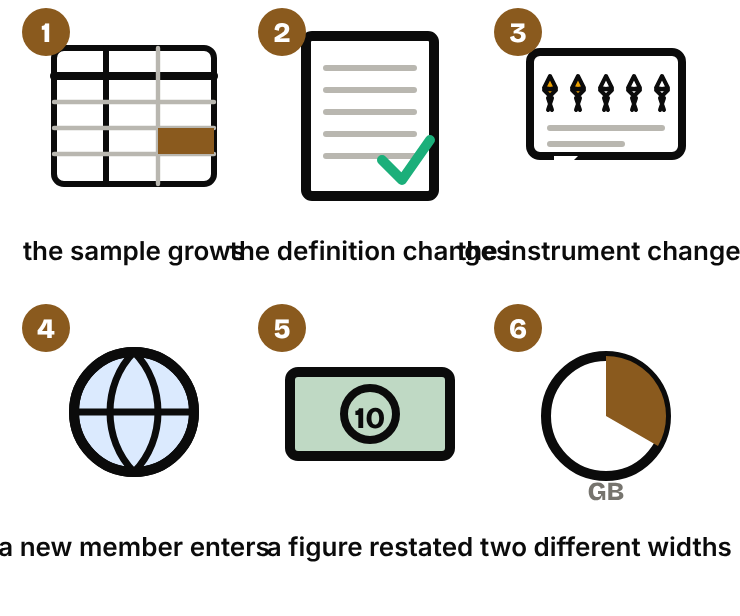 1
2
3
the sample grows
the definition changes
the instrument change
4
5
6
10
GB
a new member enters
a figure restated
two different widths